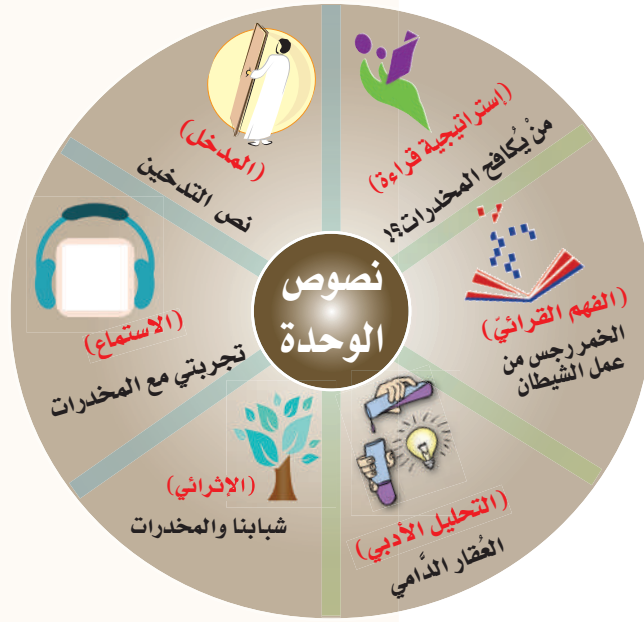 نصوص
الوحدة
(المدخل)
نص التدخين
(إستراتيجية قراءة)
منْ يُكافح المخدرات؟!
(الفهم القرائيّ)
الخمر رجس من
عمل الشيطان
(التحليل الأدبي)
العُقار الدَّامي
(الإثرائي)
شبابنا والمخدرات
(الاستماع)
تجربتي مع المخدرات